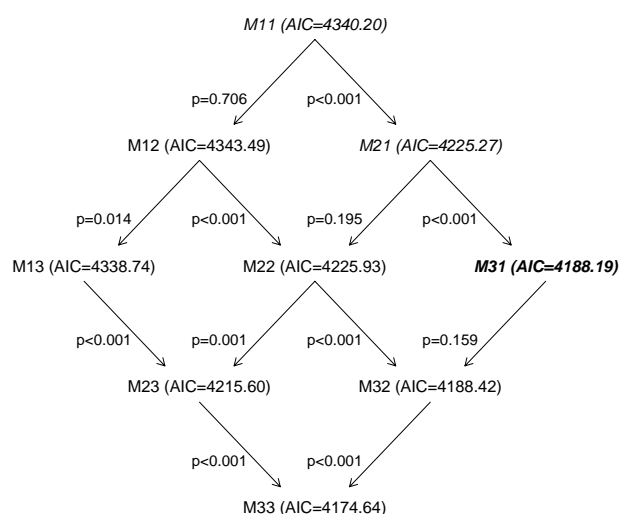 M11 (AIC=4340.20)
p=0.706 p<0.001
M12 (AIC=4343.49) M21 (AIC=4225.27)
p=0.014 p<0.001 p=0.195 p<0.001
M13 (AIC=4338.74) M22 (AIC=4225.93) M31 (AIC=4188.19)
p<0.001 p=0.001 p<0.001 p=0.159
M23 (AIC=4215.60) M32 (AIC=4188.42)
p<0.001 p<0.001
M33 (AIC=4174.64)